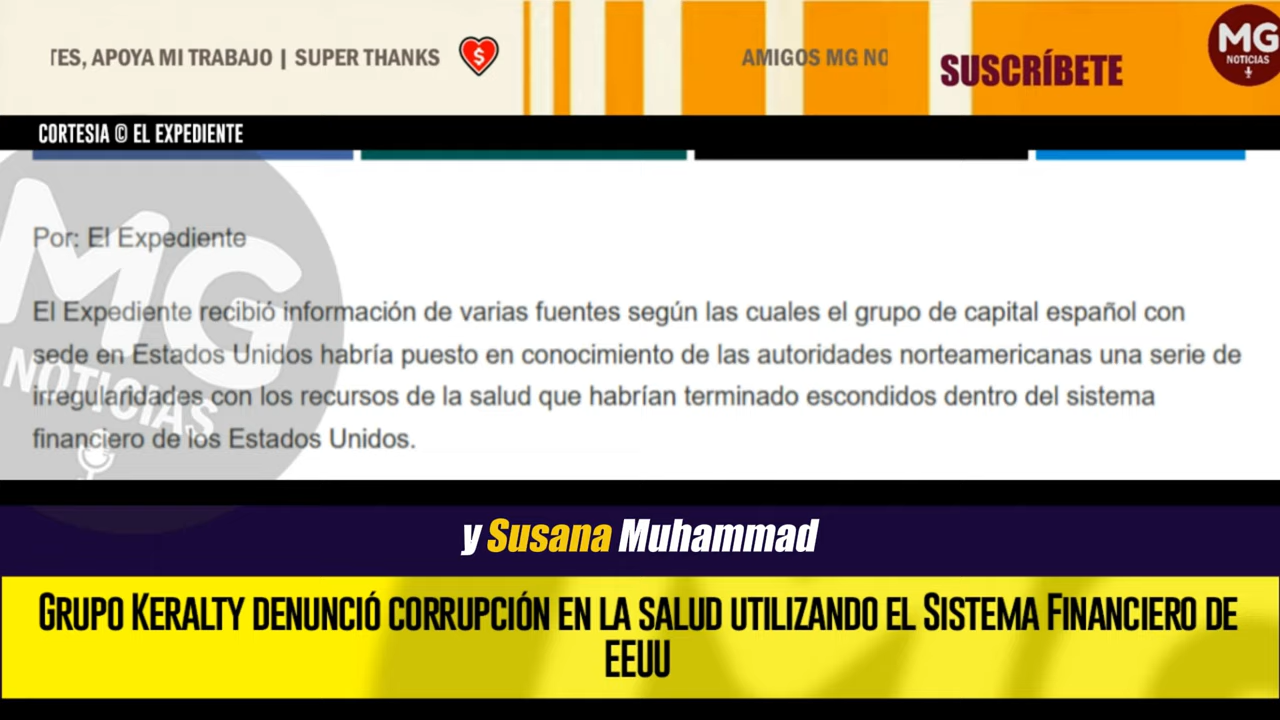 TES, APOYA MI TRABAJO | SUPER THANKS
$
AMIGOS MG NO
SUSCRÍBETE
MG
NOTICIAS
CORTESIA © EL EXPEDIENTE
MG
NOTICIAS
Por: El Expediente
El Expediente recibió información de varias fuentes según las cuales el grupo de capital español con
sede en Estados Unidos habría puesto en conocimiento de las autoridades norteamericanas una serie de
irregularidades con los recursos de la salud que habrían terminado escondidos dentro del sistema
financiero de los Estados Unidos.
y Susana Muhammad
GRUPO KERALTY DENUNCIÓ CORRUPCIÓN EN LA SALUD UTILIZANDO EL SISTEMA FINANCIERO DE
EEUU